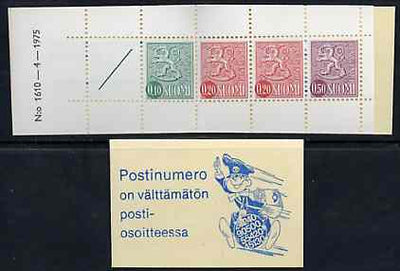 N:o 1610 — 4 — 1975
0,10 SUOMI
0,20 SUOMI
0,20 SUOMI
0,50 SUOMI
Postinumero
on välttämätön
posti-
osoitteessa